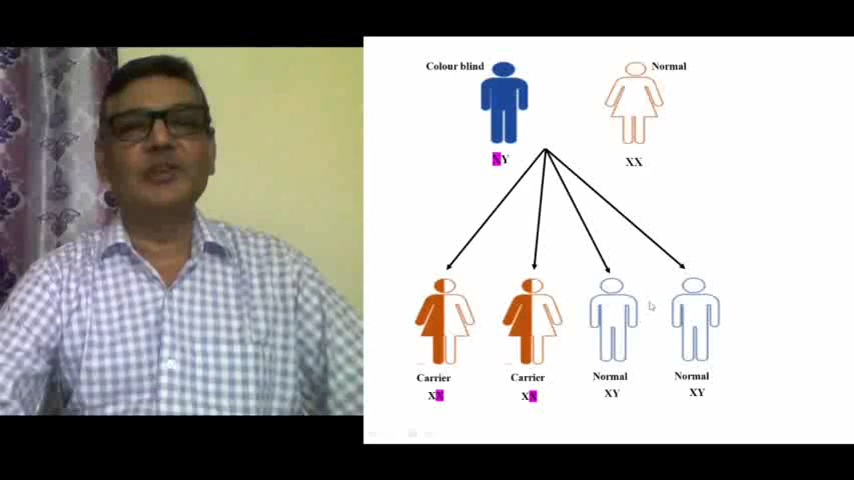 Colour blind
Normal
XY
XX
Carrier
Carrier
Normal
Normal
XX
XX
XY
XY